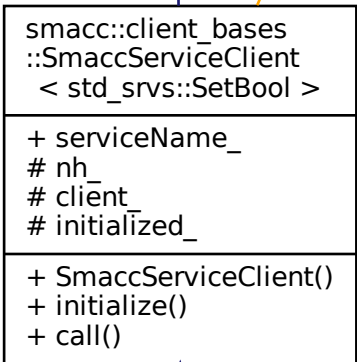 smacc::client_bases
::SmaccServiceClient
< std_srvs::SetBool >
+ serviceName_
# nh_
# client_
# initialized_
+ SmaccServiceClient()
+ initialize()
+ call()